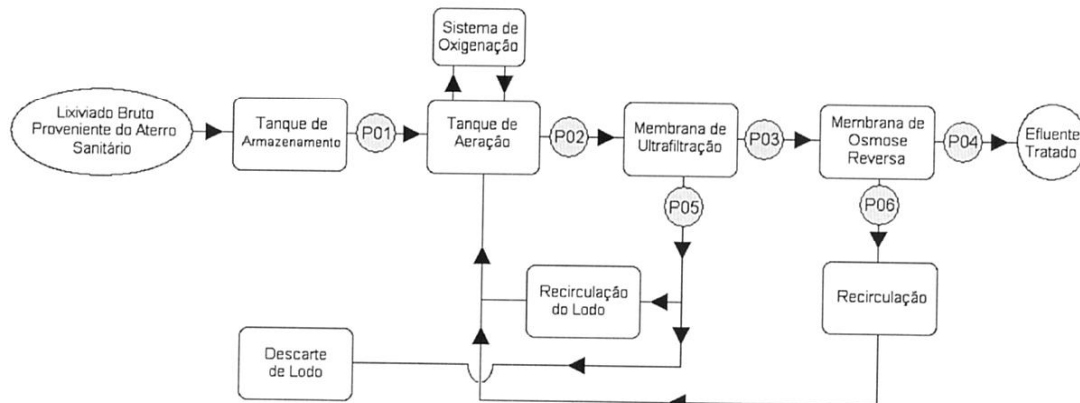 Sistema de
Oxigenação
Lixiviado Bruto
Proveniente do Aterro
Sanitário
Tanque de
Armazenamento
P01
Tanque de
Aeração
P02
Membrana de
Ultrafiltração
P03
Membrana de
Osmose
Reversa
P04
Efluente
Tratado
P05
P06
Recirculação
do Lodo
Recirculação
Descarte
de Lodo